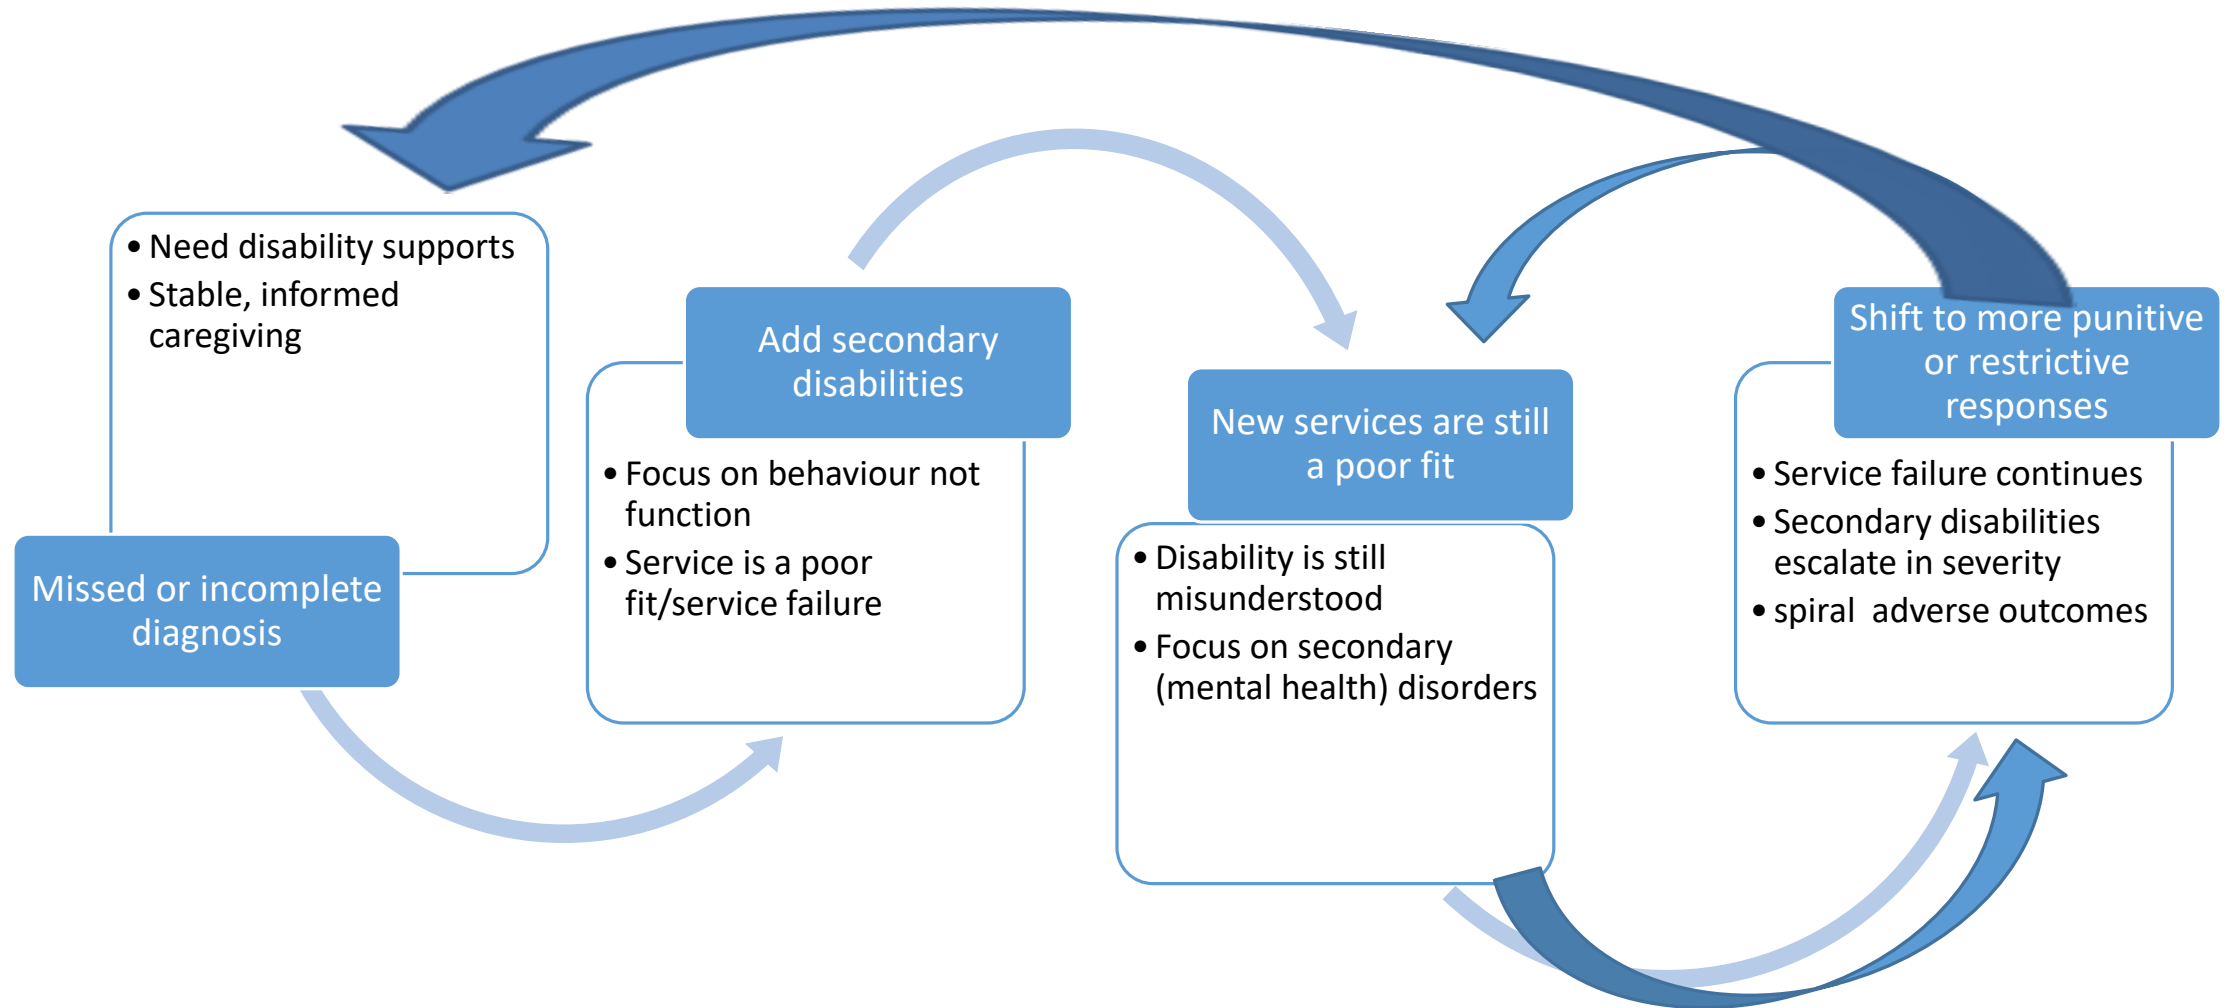 • Need disability supports
• Stable, informed
caregiving
Missed or incomplete
diagnosis
Add secondary
disabilities
• Focus on behaviour not
function
• Service is a poor
fit/service failure
New services are still
a poor fit
• Disability is still
misunderstood
• Focus on secondary
(mental health) disorders
Shift to more punitive
or restrictive
responses
• Service failure continues
• Secondary disabilities
escalate in severity
• spiral  adverse outcomes